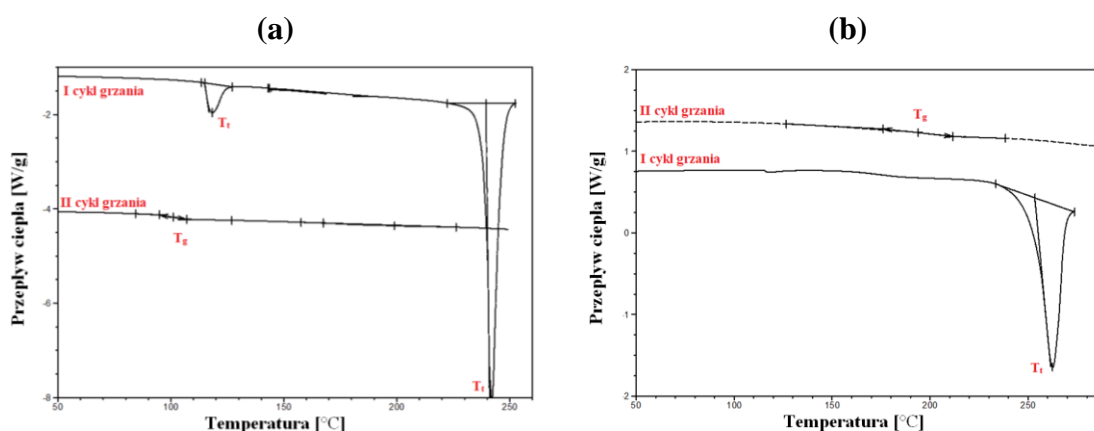 (a)
(b)
-2
-4
-6
-8
50
100
150
200
250
Przepływ ciepła [W/g]
Temperatura [°C]
I cykl grzania
Tt
II cykl grzania
Tg
Tt
2
1
0
-1
2
50
100
150
200
250
Przepływ ciepła [W/g]
Temperatura [°C]
II cykl grzania
Tg
I cykl grzania
Tt